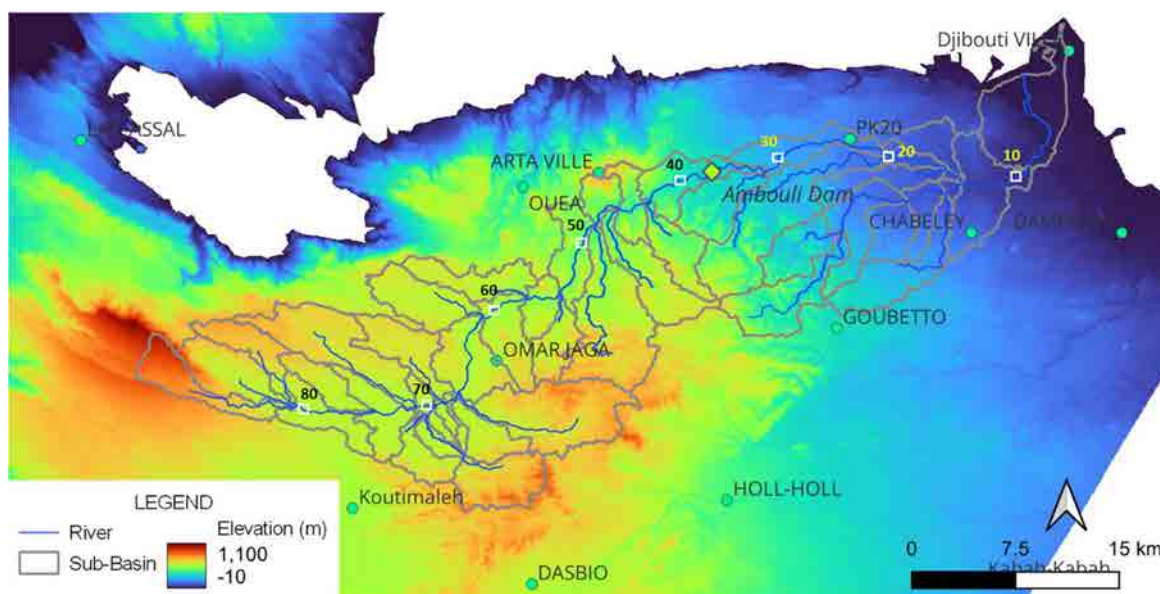 Djibouti VIL
PK20
ARTA VILLE
30
20
40
10
Ambouli Dam
OUEA
50
CHABELEY
60
GOUBETTO
OMAR JAGA
80
70
LEGEND
River
Sub-Basin
Elevation (m)
1,100
-10
Koutimaleh
HOLL-HOLL
DASBIO
0 7.5 15 km
Kabah-Kabah